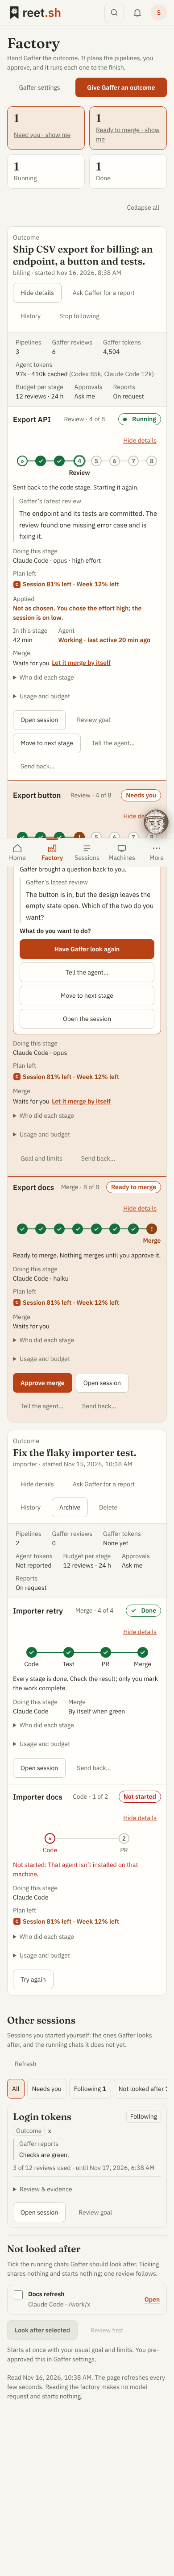 reet.sh
S
Factory
Hand Gaffer the outcome. It plans the pipelines, you
approve, and it runs each one to the finish.
Gaffer settings
Give Gaffer an outcome
1
Need you · show me
1
Ready to merge · show
me
1
Running
1
Done
Collapse all
Outcome
Ship CSV export for billing: an
endpoint, a button and tests.
billing · started Nov 16, 2026, 8:38 AM
Hide details
Ask Gaffer for a report
History
Stop following
Pipelines
3
Gaffer reviews
6
Gaffer tokens
4,504
Agent tokens
97k · 410k cached (Codex 85k, Claude Code 12k)
Budget per stage
12 reviews · 24 h
Approvals
Ask me
Reports
On request
Export API
Review · 4 of 8
Running
Hide details
4
5
6
7
8
Review
Sent back to the code stage. Starting it again.
Gaffer's latest review
The endpoint and its tests are committed. The
review found one missing error case and is
fixing it.
Doing this stage
Claude Code · opus · high effort
Plan left
C Session 81% left · Week 12% left
Applied
Not as chosen. You chose the effort high; the
session is on low.
In this stage
42 min
Agent
Working · last active 20 min ago
Merge
Waits for you Let it merge by itself
Who did each stage
Usage and budget
Open session
Review goal
Move to next stage
Tell the agent...
Send back...
Export button
Review · 4 of 8
Needs you
Home
Factory
Sessions
Machines
More
Gaffer brought a question back to you.
Gaffer's latest review
The button is in, but the design leaves the
empty state open. Which of the two do you
want?
What do you want to do?
Have Gaffer look again
Tell the agent...
Move to next stage
Open the session
Doing this stage
Claude Code · opus
Plan left
C Session 81% left · Week 12% left
Merge
Waits for you Let it merge by itself
Who did each stage
Usage and budget
Goal and limits
Send back...
Export docs
Merge · 8 of 8
Ready to merge
Hide details
!
Merge
Ready to merge. Nothing merges until you approve it.
Doing this stage
Claude Code · haiku
Plan left
C Session 81% left · Week 12% left
Merge
Waits for you
Who did each stage
Usage and budget
Approve merge
Open session
Tell the agent...
Send back...
Outcome
Fix the flaky importer test.
importer · started Nov 15, 2026, 10:38 AM
Hide details
Ask Gaffer for a report
History
Archive
Delete
Pipelines
2
Gaffer reviews
0
Gaffer tokens
None yet
Agent tokens
Not reported
Budget per stage
12 reviews · 24 h
Approvals
Ask me
Reports
On request
Importer retry
Merge · 4 of 4
Done
Hide details
Code
Test
PR
Merge
Every stage is done. Check the result; only you mark
the work complete.
Doing this stage
Claude Code
Merge
By itself when green
Who did each stage
Usage and budget
Open session
Send back...
Importer docs
Code · 1 of 2
Not started
Hide details
2
Code
PR
Not started: That agent isn't installed on that
machine.
Doing this stage
Claude Code
Plan left
C Session 81% left · Week 12% left
Who did each stage
Usage and budget
Try again
Other sessions
Sessions you started yourself: the ones Gaffer looks
after, and the running chats it does not yet.
Refresh
All
Needs you
Following 1
Not looked after
Login tokens
Following
Outcome x
Gaffer reports
Checks are green.
3 of 12 reviews used · until Nov 17, 2026, 6:38 AM
Review & evidence
Open session
Review goal
Not looked after
Tick the running chats Gaffer should look after. Ticking
shares nothing and starts nothing; one review follows.
Docs refresh
Claude Code · /work/x
Open
Look after selected
Review first
Starts at once with your usual goal and limits. You pre-
approved this in Gaffer settings.
Read Nov 16, 2026, 10:38 AM. The page refreshes every
few seconds. Reading the factory makes no model
request and starts nothing.